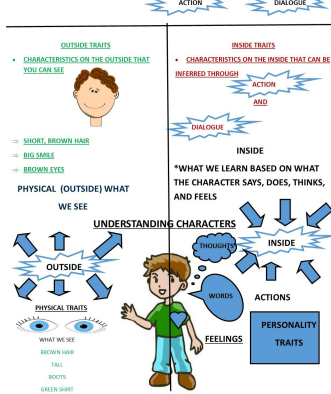 ACTION
DIALOGUE
OUTSIDE TRAITS
• CHARACTERISTICS ON THE OUTSIDE THAT
YOU CAN SEE
⇒ SHORT, BROWN HAIR
⇒ BIG SMILE
⇒ BROWN EYES
PHYSICAL (OUTSIDE) WHAT
WE SEE
INSIDE TRAITS
• CHARACTERISTICS ON THE INSIDE THAT CAN BE
INFERRED THROUGH
ACTION
AND
DIALOGUE
INSIDE
*WHAT WE LEARN BASED ON WHAT
THE CHARACTER SAYS, DOES, THINKS,
AND FEELS
UNDERSTANDING CHARACTERS
OUTSIDE
PHYSICAL TRAITS
WHAT WE SEE
BROWN HAIR
TALL
BOOTS
GREEN SHIRT
THOUGHTS
INSIDE
WORDS
ACTIONS
FEELINGS
PERSONALITY
TRAITS